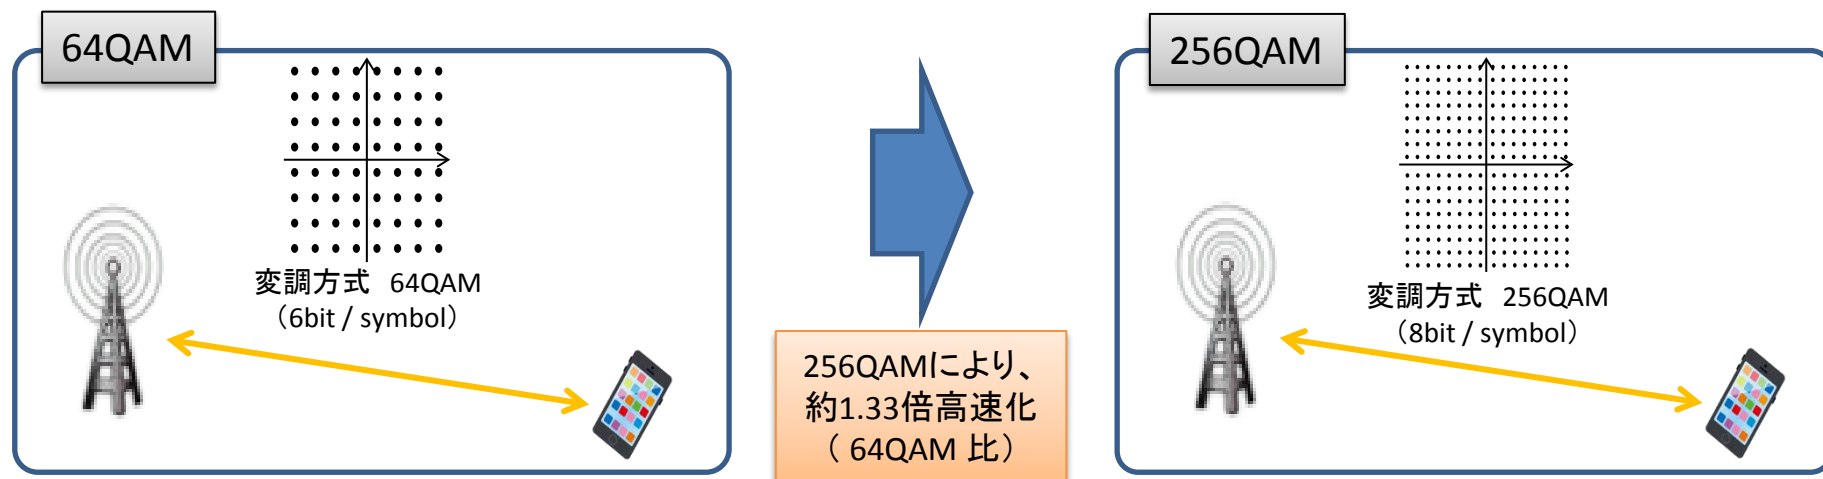 64QAM
変調方式 64QAM
（6bit / symbol）
256QAMにより、
約1.33倍高速化
（ 64QAM 比）
256QAM
変調方式 256QAM
（8bit / symbol）